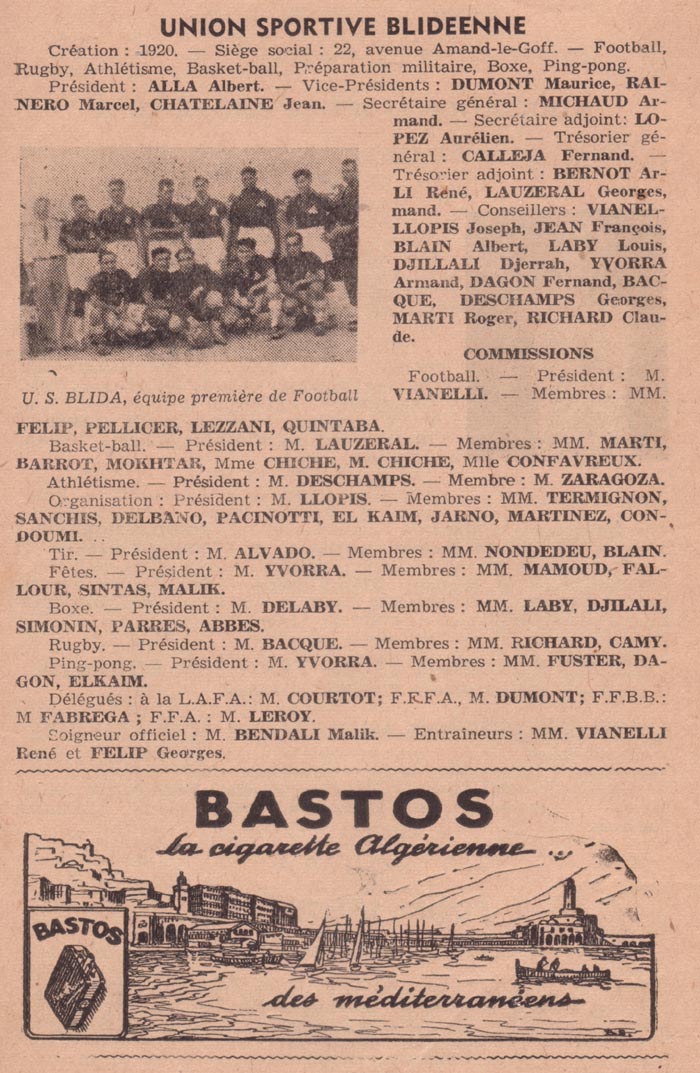 UNION SPORTIVE BLIDEENNE
Création : 1920. — Siège social : 22, avenue Amand-le-Goff. — Football,
Rugby, Athlétisme, Basket-ball, Préparation militaire, Boxe, Ping-pong.
Président : ALLA Albert. — Vice-Présidents : DUMONT Maurice, RAI-
NERO Marcel, CHATELAINE Jean. — Secrétaire général : MICHAUD Ar-
mand. — Secrétaire adjoint: LO-
PEZ Aurélien. — Trésorier gé-
néral : CALLEJA Fernand. —
Trésorier adjoint : BERNOT Ar-
LI René, LAUZERAL Georges,
mand. — Conseillers : VIANEL-
LLOPIS Joseph, JEAN François,
BLAIN Albert, LABY Louis,
DJILLALI Djerrah, YVORRA
Armand, DAGON Fernand, BAC-
QUE, DESCHAMPS Georges,
MARTI Roger, RICHARD Clau-
de.
U. S. BLIDA, équipe première de Football
COMMISSIONS
Football. — Président : M.
VIANELLI. — Membres : MM.
FELIP, PELLICER, LEZZANI, QUINTABA.
Basket-ball. — Président : M. LAUZERAL. — Membres : MM. MARTI,
BARROT, MOKHTAR, Mme CHICHE, M. CHICHE, Mlle CONFAVREUX.
Athlétisme. — Président : M. DESCHAMPS. — Membre : M. ZARAGOZA.
Organisation : Président : M. LLOPIS. — Membres : MM. TERMIGNON,
SANCHIS, DELBANO, PACINOTTI, EL KAIM, JARNO, MARTINEZ, CON-
DOUMI.
Tir. — Président : M. ALVADO. — Membres : MM. NONDEDEU, BLAIN.
Fêtes. — Président : M. YVORRA. — Membres : MM. MAMOUD, FAL-
LOUR, SINTAS, MALIK.
Boxe. — Président : M. DELABY. — Membres : MM. LABY, DJILALI,
SIMONIN, PARRES, ABBES.
Rugby. — Président : M. BACQUE. — Membres : MM. RICHARD, CAMY.
Ping-pong. — Président : M. YVORRA. — Membres : MM. FUSTER, DA-
GON, ELKAIM.
Délégués : à la L.A.F.A.: M. COURTOT; F.F.F.A., M. DUMONT; F.F.B.B.:
M FABREGA ; F.F.A. : M. LEROY.
Soigneur officiel : M. BENDALI Malik. — Entraîneurs : MM. VIANELLI
René et FELIP Georges.
BASTOS
la cigarette Algérienne...
BASTOS
des méditerranéens